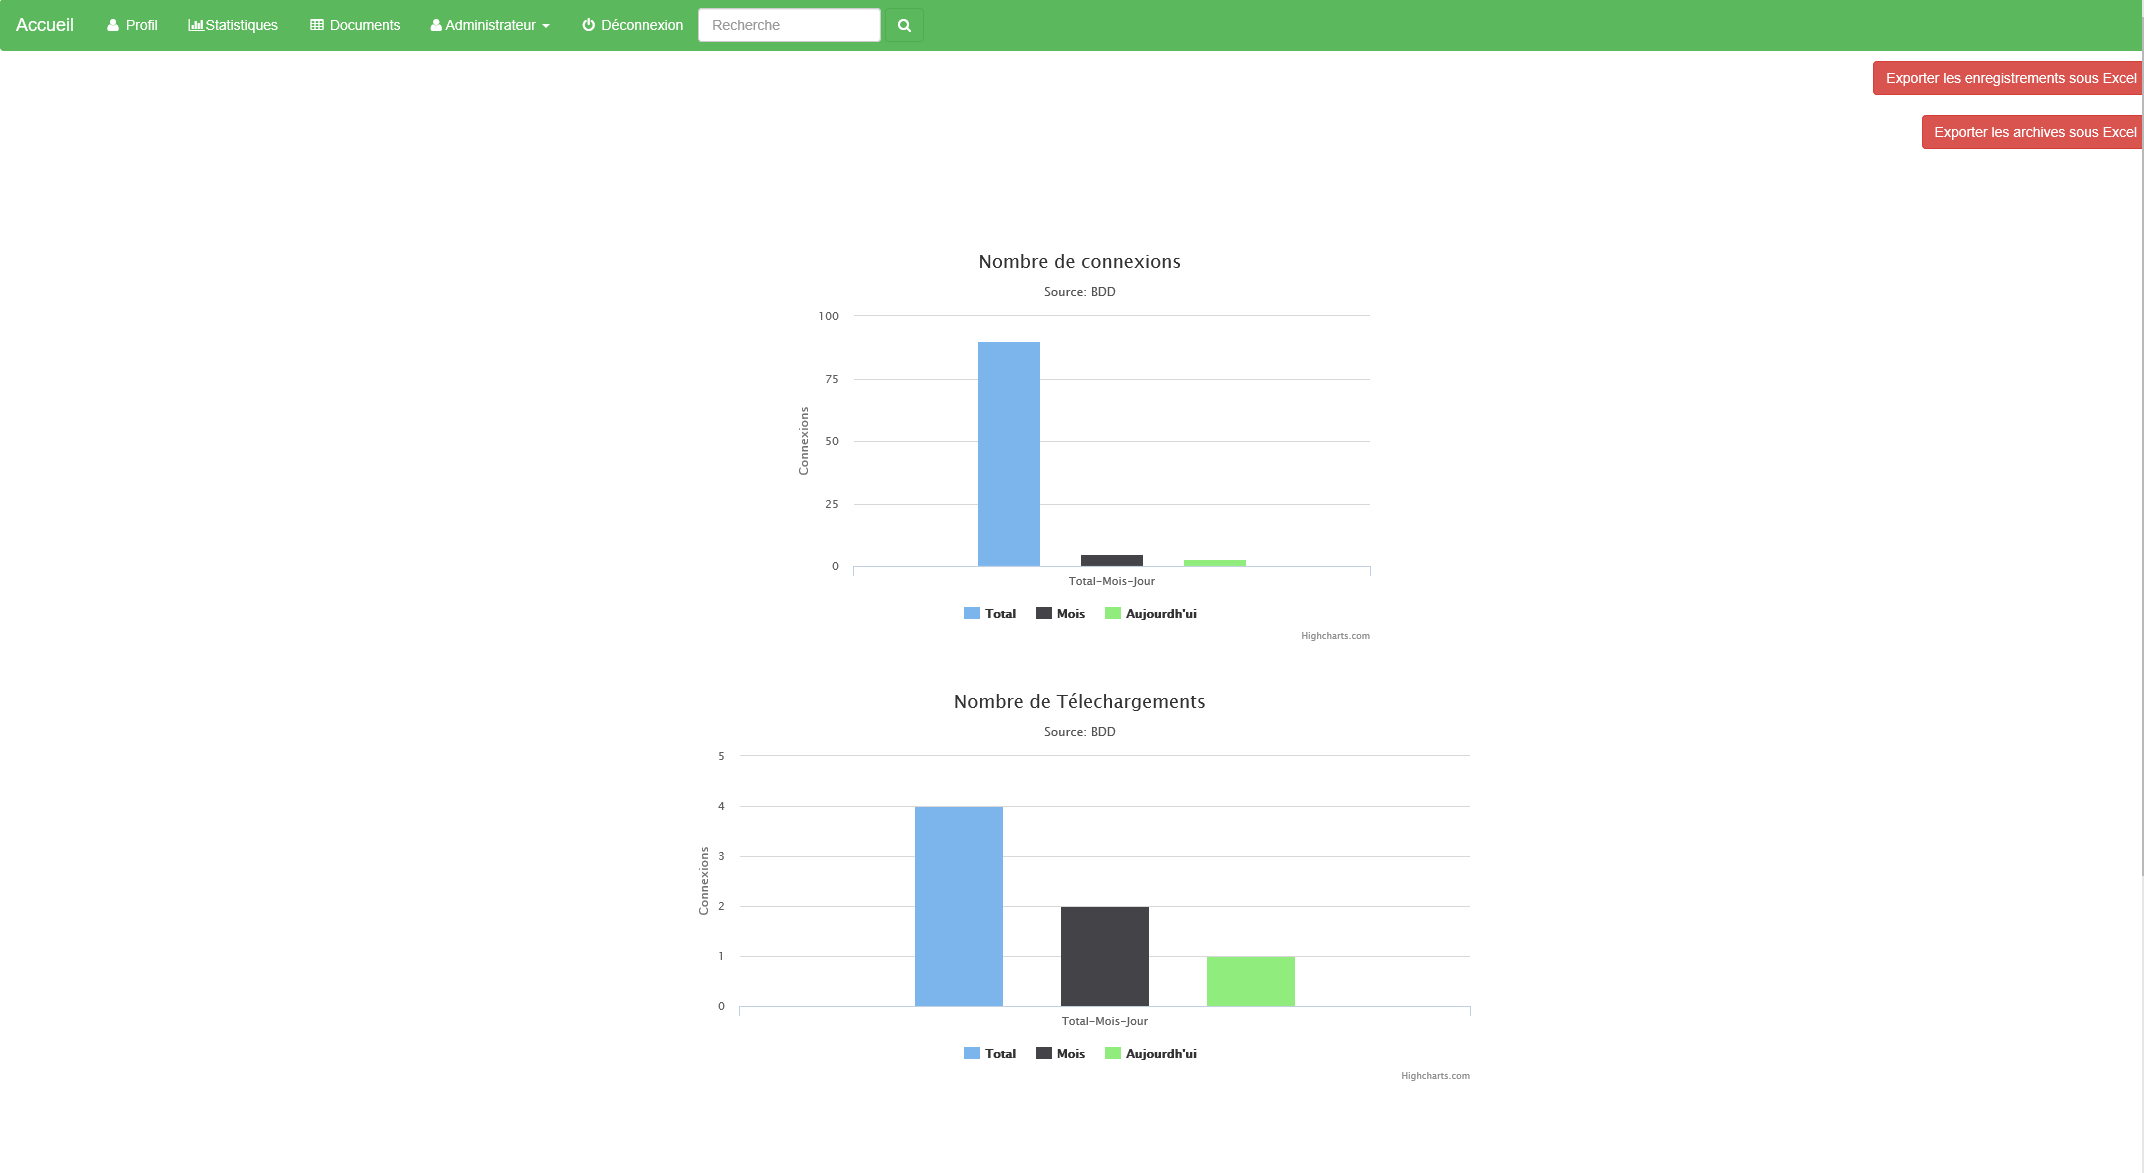 Accueil Profil Statistiques Documents Administrateur Déconnexion Recherche
Exporter les enregistrements sous Excel
Exporter les archives sous Excel
Nombre de connexions
Source: BDD
Connexions
100
75
50
25
0
Total-Mois-Jour
Total Mois Aujourdh'ui
Highcharts.com
Nombre de Télechargements
Source: BDD
Connexions
5
4
3
2
1
0
Total-Mois-Jour
Total Mois Aujourdh'ui
Highcharts.com